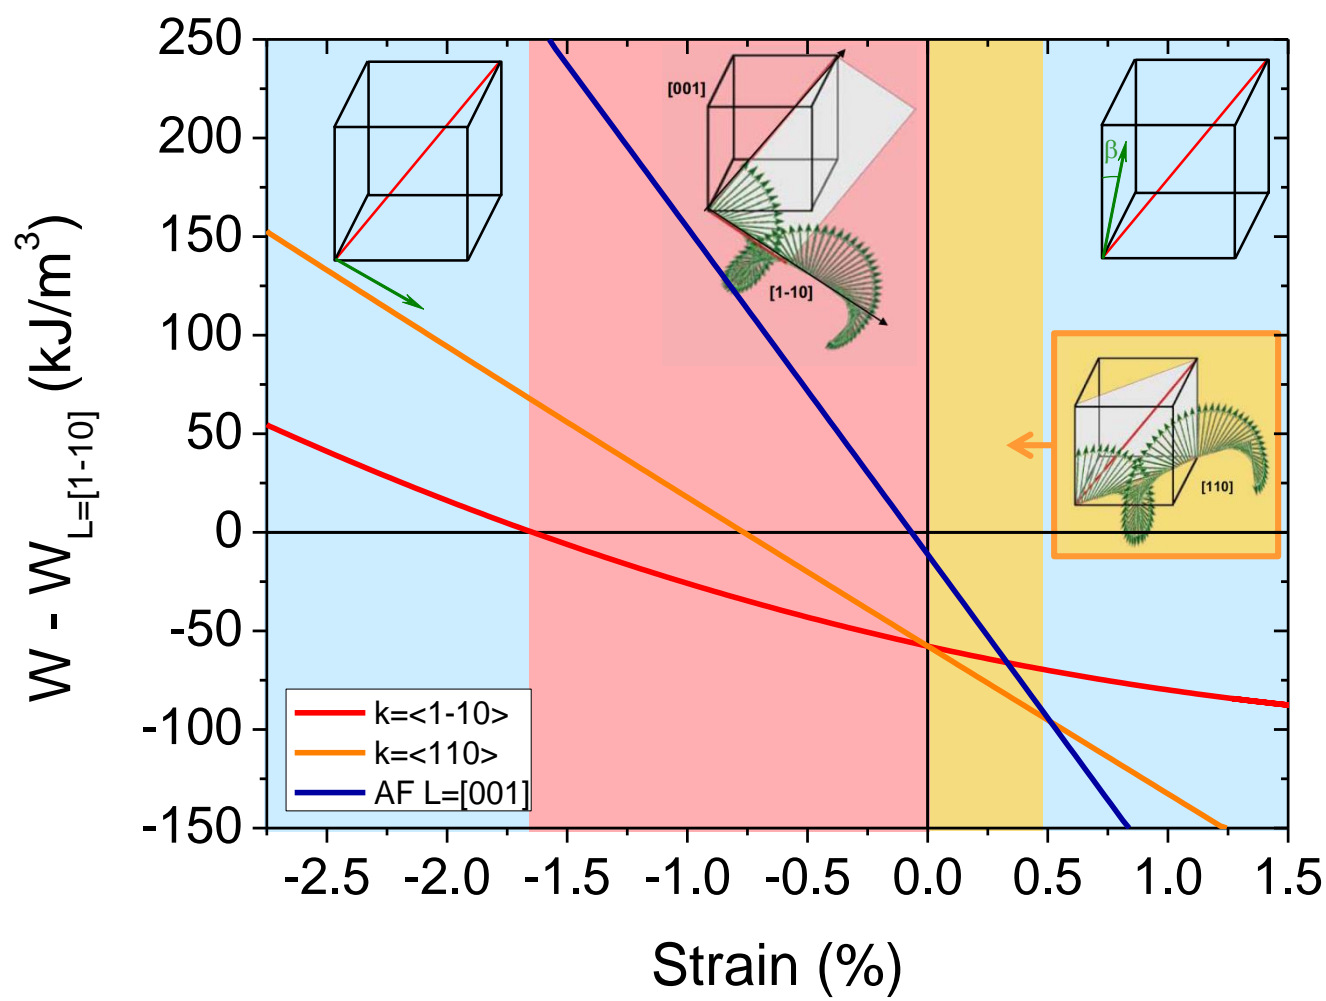 250
200
150
100
50
0
-50
-100
-150
W - W_{L=[1-10]} (kJ/m^3)
[001]
[1-10]
β
[110]
k=<1-10>
k=<110>
AF L=[001]
-2.5 -2.0 -1.5 -1.0 -0.5 0.0 0.5 1.0 1.5
Strain (%)